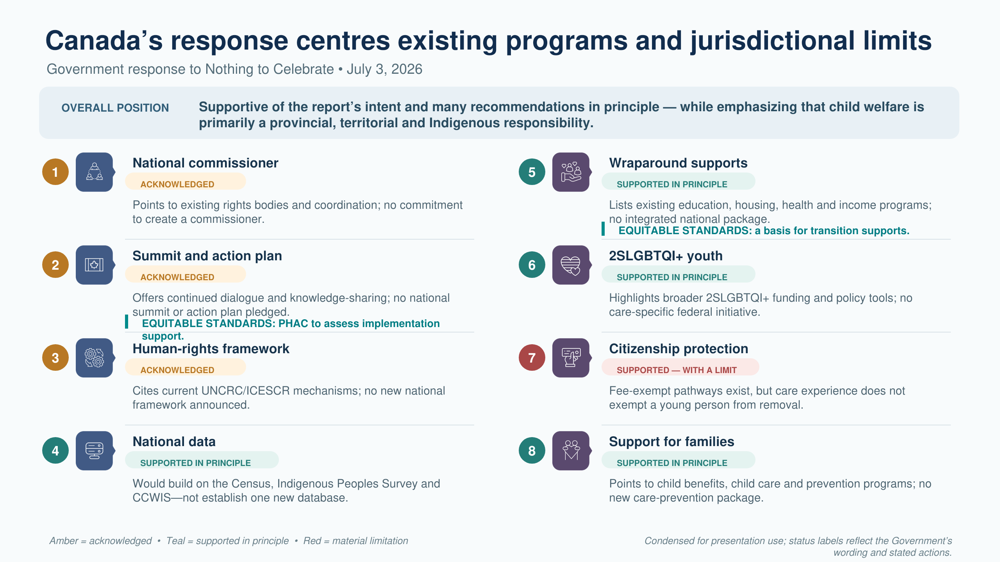 Canada’s response centres existing programs and jurisdictional limits
Government response to Nothing to Celebrate • July 3, 2026
OVERALL POSITION
Supportive of the report’s intent and many recommendations in principle — while emphasizing that child welfare is
primarily a provincial, territorial and Indigenous responsibility.
1
National commissioner
ACKNOWLEDGED
Points to existing rights bodies and coordination; no commitment
to create a commissioner.
2
Summit and action plan
ACKNOWLEDGED
Offers continued dialogue and knowledge-sharing; no national
summit or action plan pledged.
EQUITABLE STANDARDS: PHAC to assess implementation
support.
3
Human-rights framework
ACKNOWLEDGED
Cites current UNCRC/ICESCR mechanisms; no new national
framework announced.
4
National data
SUPPORTED IN PRINCIPLE
Would build on the Census, Indigenous Peoples Survey and
CCWIS—not establish one new database.
5
Wraparound supports
SUPPORTED IN PRINCIPLE
Lists existing education, housing, health and income programs;
no integrated national package.
EQUITABLE STANDARDS: a basis for transition supports.
6
2SLGBTQI+ youth
SUPPORTED IN PRINCIPLE
Highlights broader 2SLGBTQI+ funding and policy tools; no
care-specific federal initiative.
7
Citizenship protection
SUPPORTED — WITH A LIMIT
Fee-exempt pathways exist, but care experience does not
exempt a young person from removal.
8
Support for families
SUPPORTED IN PRINCIPLE
Points to child benefits, child care and prevention programs; no
new care-prevention package.
Amber = acknowledged • Teal = supported in principle • Red = material limitation
Condensed for presentation use; status labels reflect the Government’s
wording and stated actions.